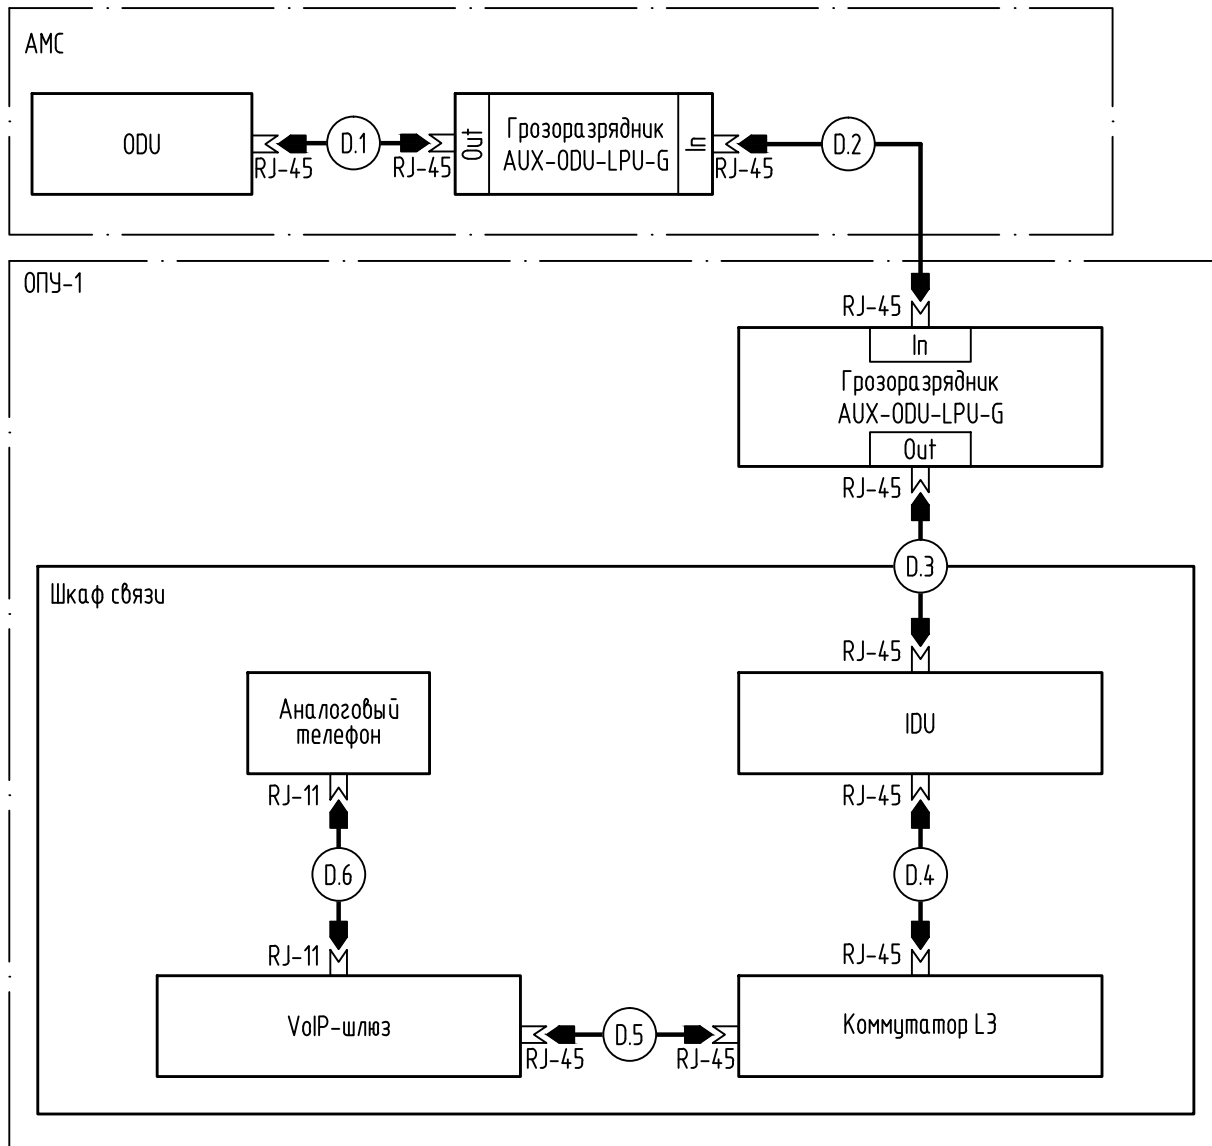 АМС
ODU
RJ-45
D.1
RJ-45
Out
Грозоразрядник
AUX-ODU-LPU-G
In
RJ-45
D.2
ОПУ-1
RJ-45
In
Грозоразрядник
AUX-ODU-LPU-G
Out
RJ-45
D.3
Шкаф связи
RJ-45
IDU
RJ-45
Аналоговый
телефон
RJ-11
D.6
D.4
RJ-11
RJ-45
VoIP-шлюз
RJ-45
D.5
RJ-45
Коммутатор L3